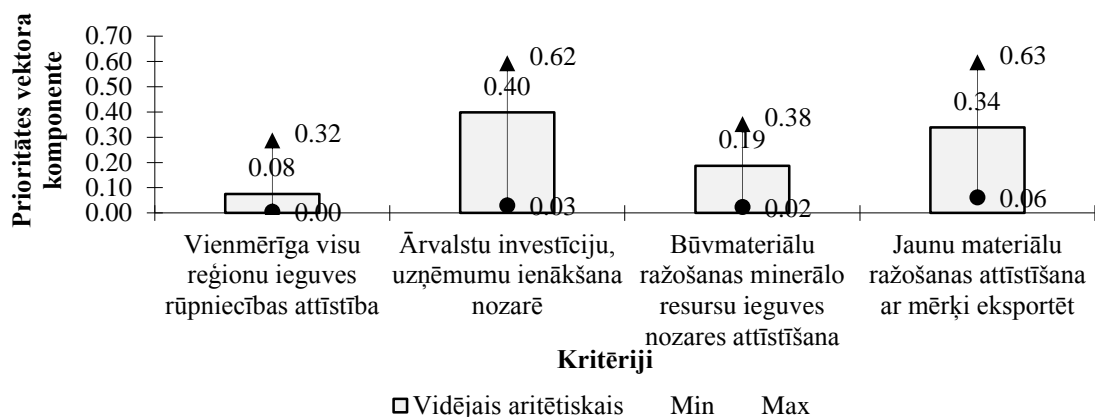 Prioritātes vektora
komponente
0.70
0.60
0.50
0.40
0.30
0.20
0.10
0.00
0.32
0.08
0.00
0.62
0.40
0.03
0.38
0.19
0.02
0.63
0.34
0.06
Vienmērīga visu
reģionu ieguves
rūpniecības attīstība
Ārvalstu investīciju,
uzņēmumu ienākšana
nozarē
Būvmateriālu
ražošanas minerālo
resursu ieguves
nozares attīstīšana
Jaunu materiālu
ražošanas attīstīšana
ar mērķi eksportēt
Kritēriji
Vidējais aritētiskais Min Max